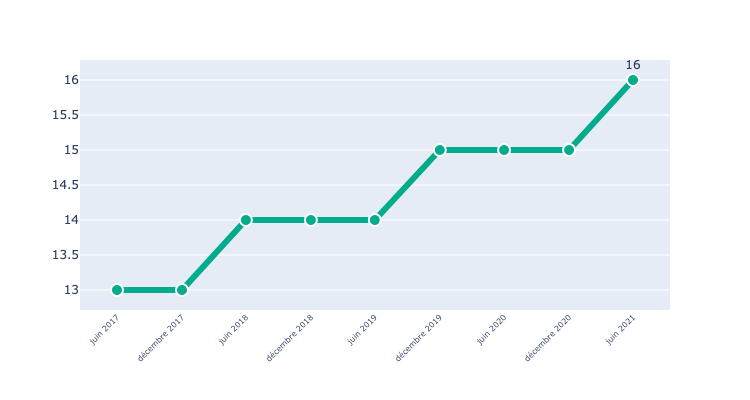 16
16
15.5
15
14.5
14
13.5
13
juin 2017
décembre 2017
juin 2018
décembre 2018
juin 2019
décembre 2019
juin 2020
décembre 2020
juin 2021